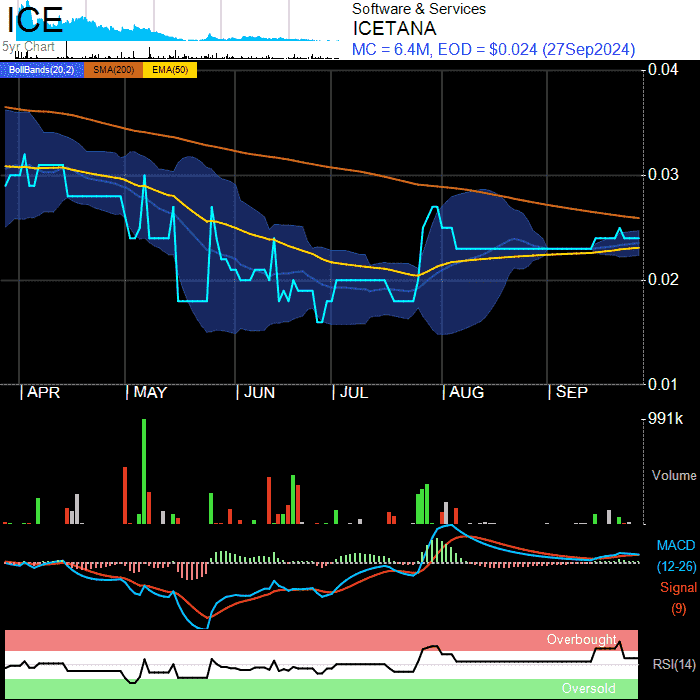 ICE
5yr Chart
Software & Services
ICETANA
MC = 6.4M, EOD = $0.024 (27Sep2024)
BollBands(20,2) SMA(200) EMA(50)
0.04
0.03
0.02
0.01
| APR | MAY | JUN | JUL | AUG | SEP
991k
Volume
MACD
(12-26)
Signal
(9)
Overbought
RSI(14)
Oversold